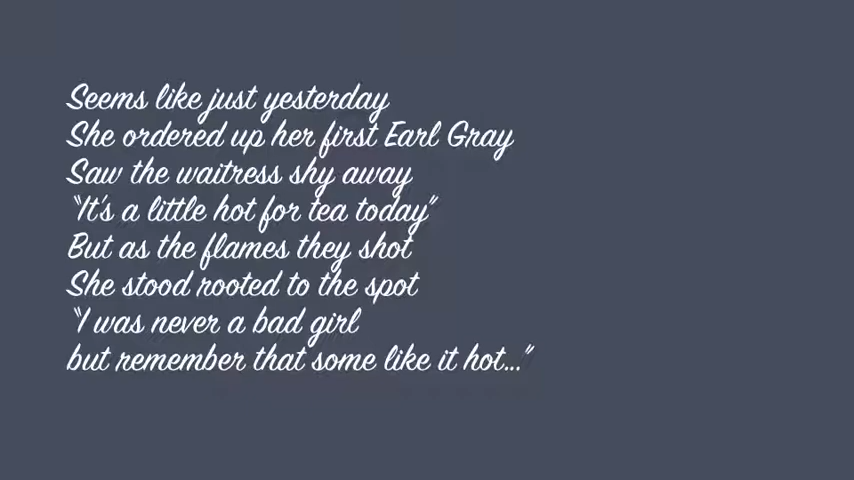 Seems like just yesterday
She ordered up her first Earl Gray
Saw the waitress shy away
“It's a little hot for tea today”
But as the flames they shot
She stood rooted to the spot
“I was never a bad girl
but remember that some like it hot...”